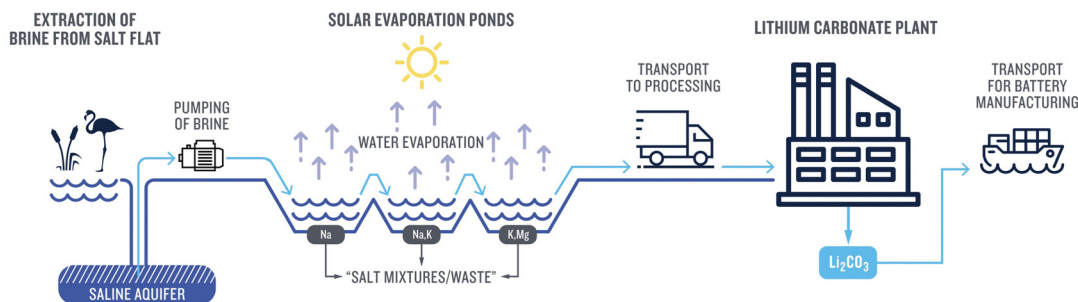 EXTRACTION OF
BRINE FROM SALT FLAT
SOLAR EVAPORATION PONDS
LITHIUM CARBONATE PLANT
PUMPING
OF BRINE
WATER EVAPORATION
TRANSPORT
TO PROCESSING
TRANSPORT
FOR BATTERY
MANUFACTURING
Na
Na,K
K,Mg
"SALT MIXTURES/WASTE"
Li₂CO₃
SALINE AQUIFER